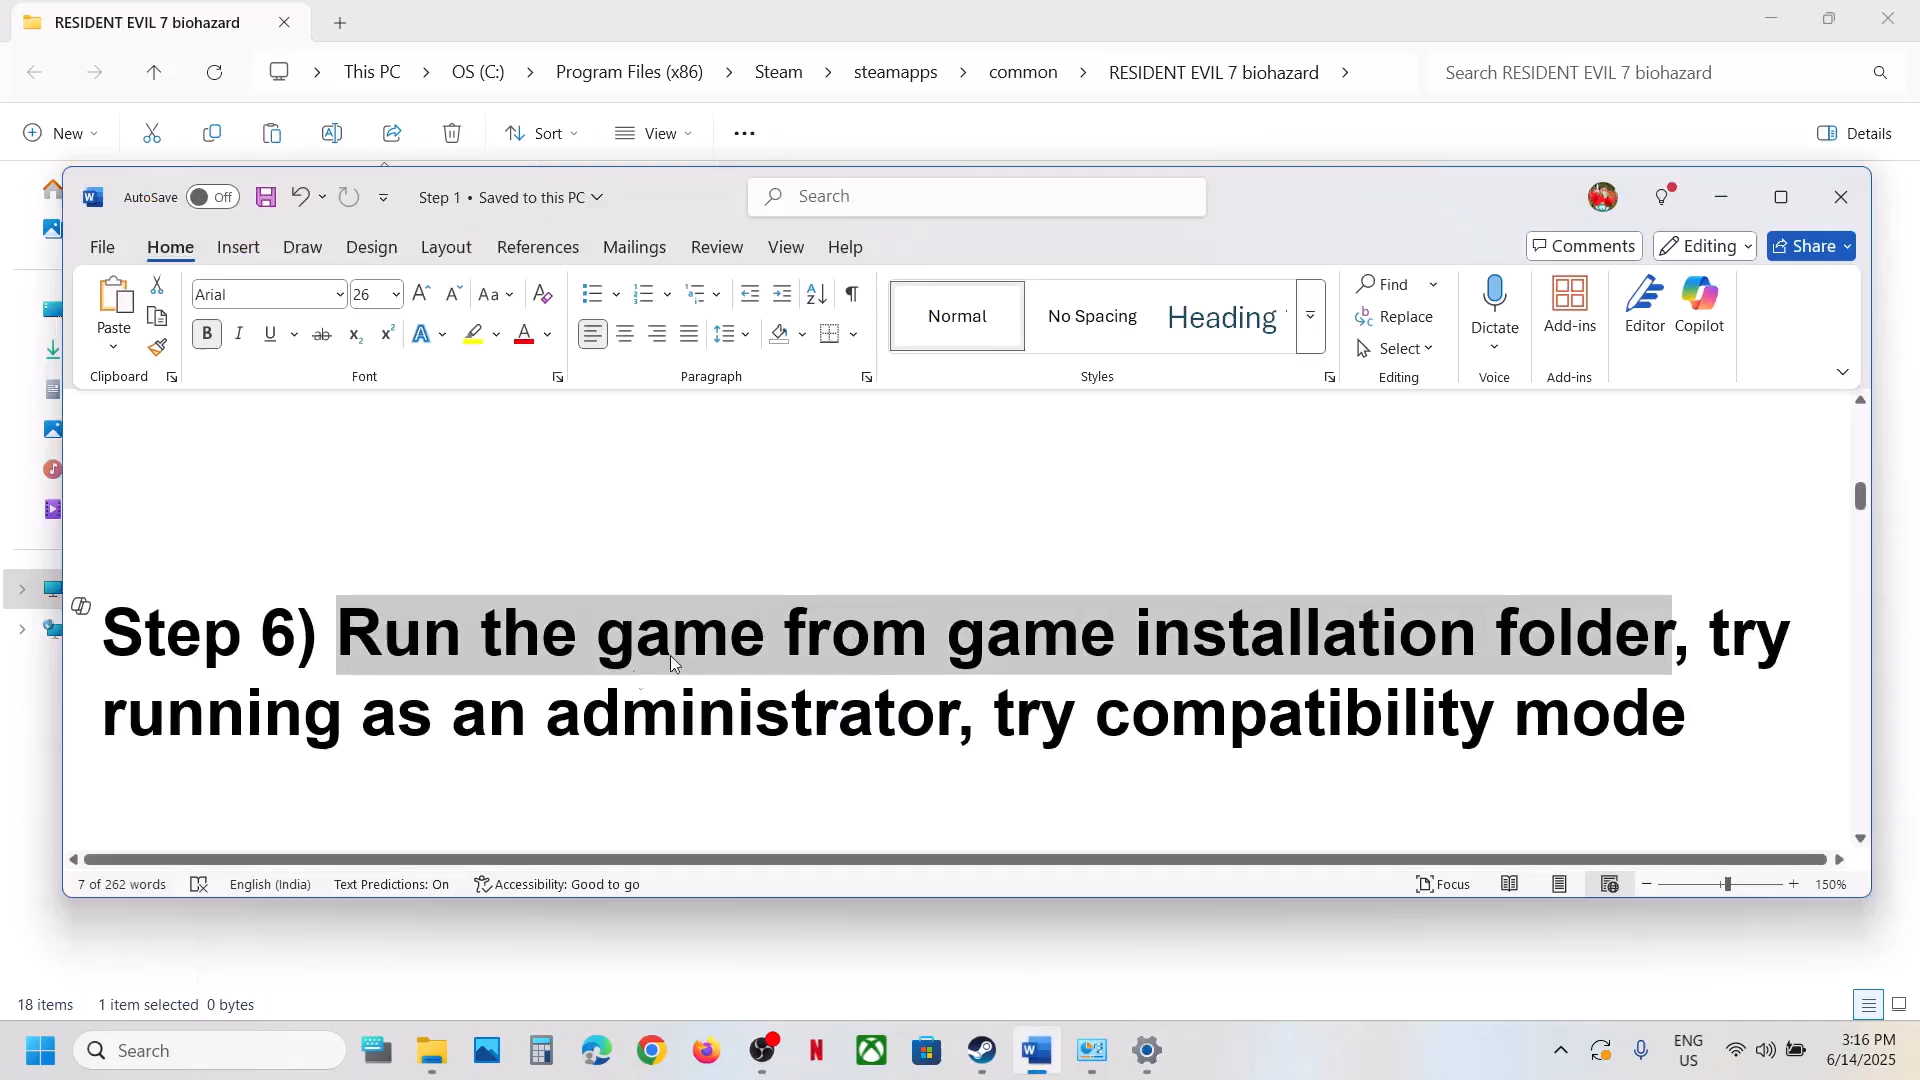 RESIDENT EVIL 7 biohazard
This PC > OS (C:) > Program Files (x86) > Steam > steamapps > common > RESIDENT EVIL 7 biohazard >
Search RESIDENT EVIL 7 biohazard
New
Sort
View
Details
AutoSave Off
Step 1 • Saved to this PC
Search
File Home Insert Draw Design Layout References Mailings Review View Help
Comments Editing Share
Paste
Clipboard
Arial 26
Font
Paragraph
Normal
No Spacing
Heading
Styles
Find
Replace
Select
Editing
Dictate
Voice
Add-ins
Add-ins
Editor
Copilot
Step 6) Run the game from game installation folder, try
running as an administrator, try compatibility mode
7 of 262 words English (India) Text Predictions: On Accessibility: Good to go Focus 150%
18 items 1 item selected 0 bytes
Search
ENG
US
3:16 PM
6/14/2025